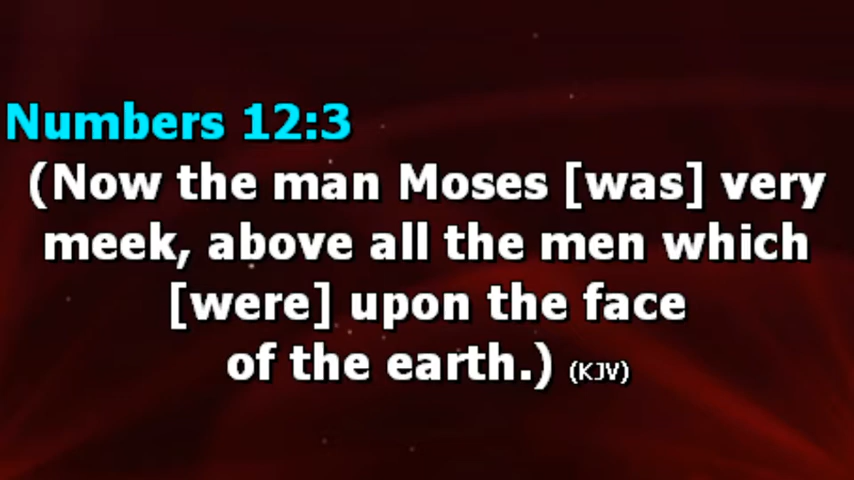 Numbers 12:3
(Now the man Moses [was] very
meek, above all the men which
[were] upon the face
of the earth.) (KJV)